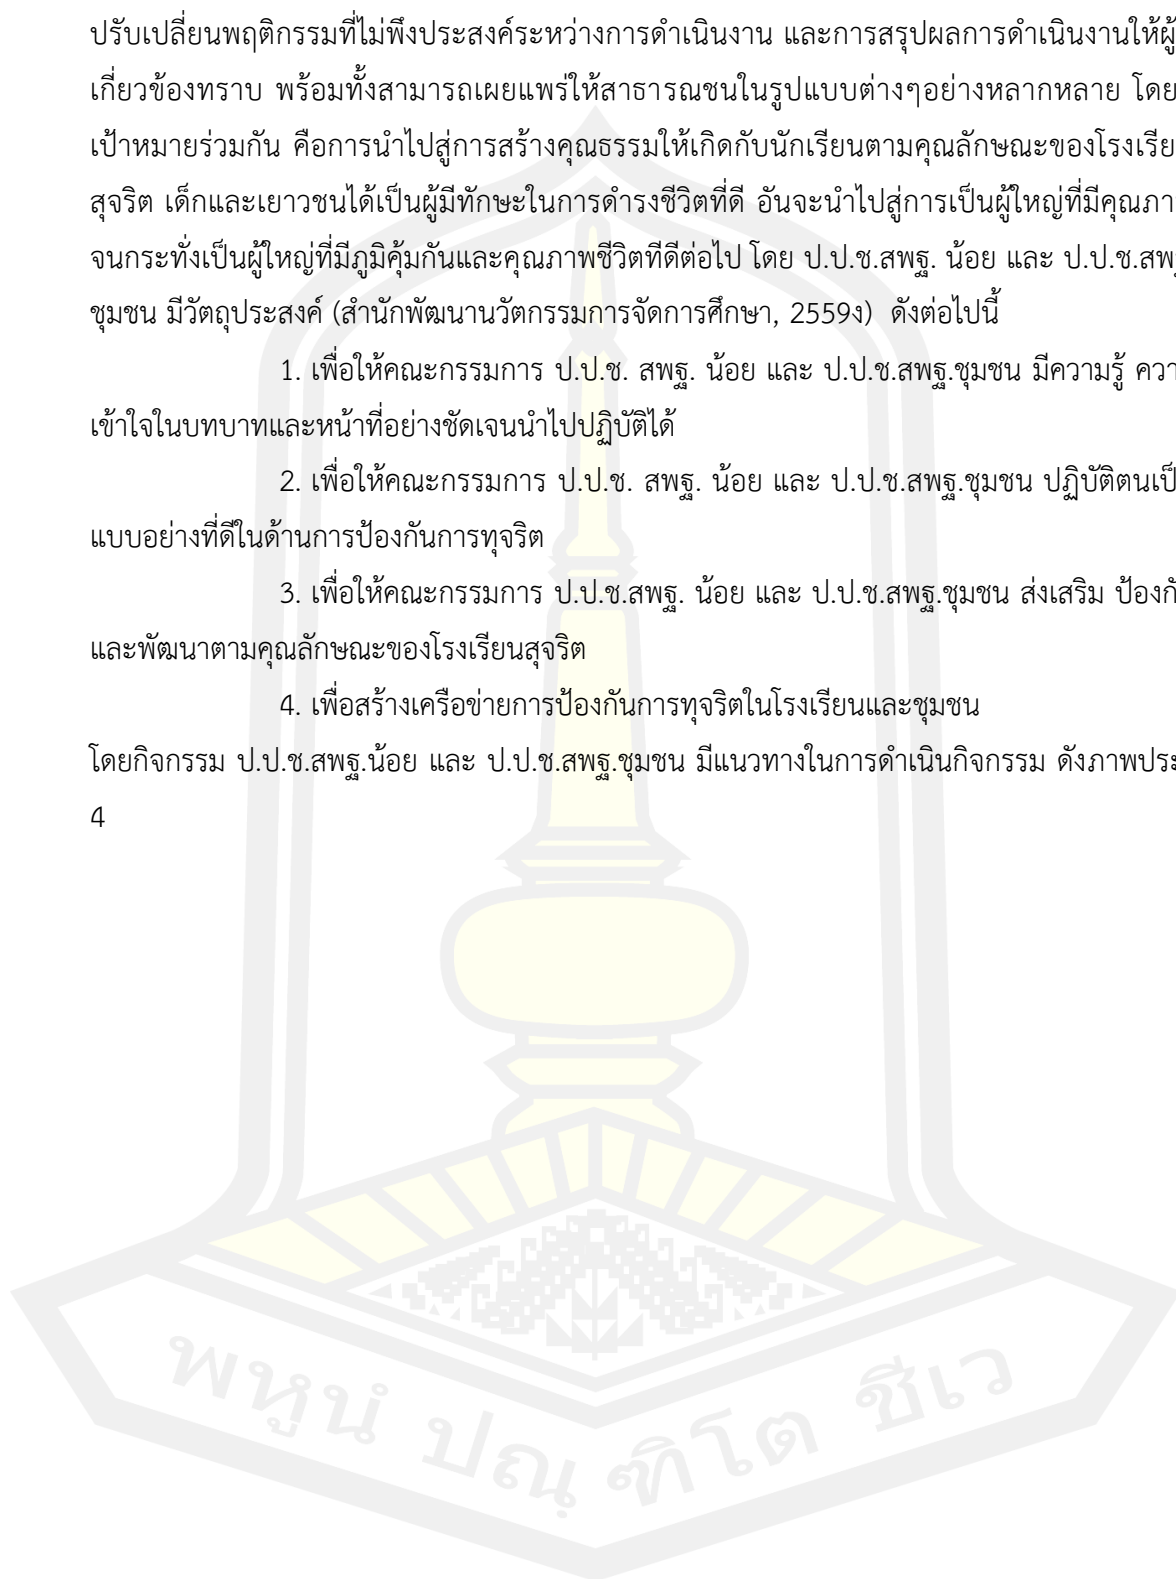 ปรับเปลี่ยนพฤติกรรมที่ไม่พึงประสงค์ระหว่างการดำเนินงาน และการสรุปผลการดำเนินงานให้ผู้
เกี่ยวข้องทราบ พร้อมทั้งสามารถเผยแพร่ให้สาธารณชนในรูปแบบต่างๆอย่างหลากหลาย โดย
เป้าหมายร่วมกัน คือการนำไปสู่การสร้างคุณธรรมให้เกิดกับนักเรียนตามคุณลักษณะของโรงเรีย
สุจริต เด็กและเยาวชนได้เป็นผู้มีทักษะในการดำรงชีวิตที่ดี อันจะนำไปสู่การเป็นผู้ใหญ่ที่มีคุณภา
จนกระทั่งเป็นผู้ใหญ่ที่มีภูมิคุ้มกันและคุณภาพชีวิตทีดีต่อไป โดย ป.ป.ช.สพฐ. น้อย และ ป.ป.ช.สพ
ชุมชน มีวัตถุประสงค์ (สำนักพัฒนานวัตกรรมการจัดการศึกษา, 2559ง) ดังต่อไปนี้
1. เพื่อให้คณะกรรมการ ป.ป.ช. สพฐ. น้อย และ ป.ป.ช.สพฐ.ชุมชน มีความรู้ ควา
เข้าใจในบทบาทและหน้าที่อย่างชัดเจนนำไปปฏิบัติได้
2. เพื่อให้คณะกรรมการ ป.ป.ช. สพฐ. น้อย และ ป.ป.ช.สพฐ.ชุมชน ปฏิบัติตนเป็
แบบอย่างที่ดีในด้านการป้องกันการทุจริต
3. เพื่อให้คณะกรรมการ ป.ป.ช.สพฐ. น้อย และ ป.ป.ช.สพฐ.ชุมชน ส่งเสริม ป้องกั
และพัฒนาตามคุณลักษณะของโรงเรียนสุจริต
4. เพื่อสร้างเครือข่ายการป้องกันการทุจริตในโรงเรียนและชุมชน
โดยกิจกรรม ป.ป.ช.สพฐ.น้อย และ ป.ป.ช.สพฐ.ชุมชน มีแนวทางในการดำเนินกิจกรรม ดังภาพประ
4
พหูนํ ปณฺฑิโต ชีเว